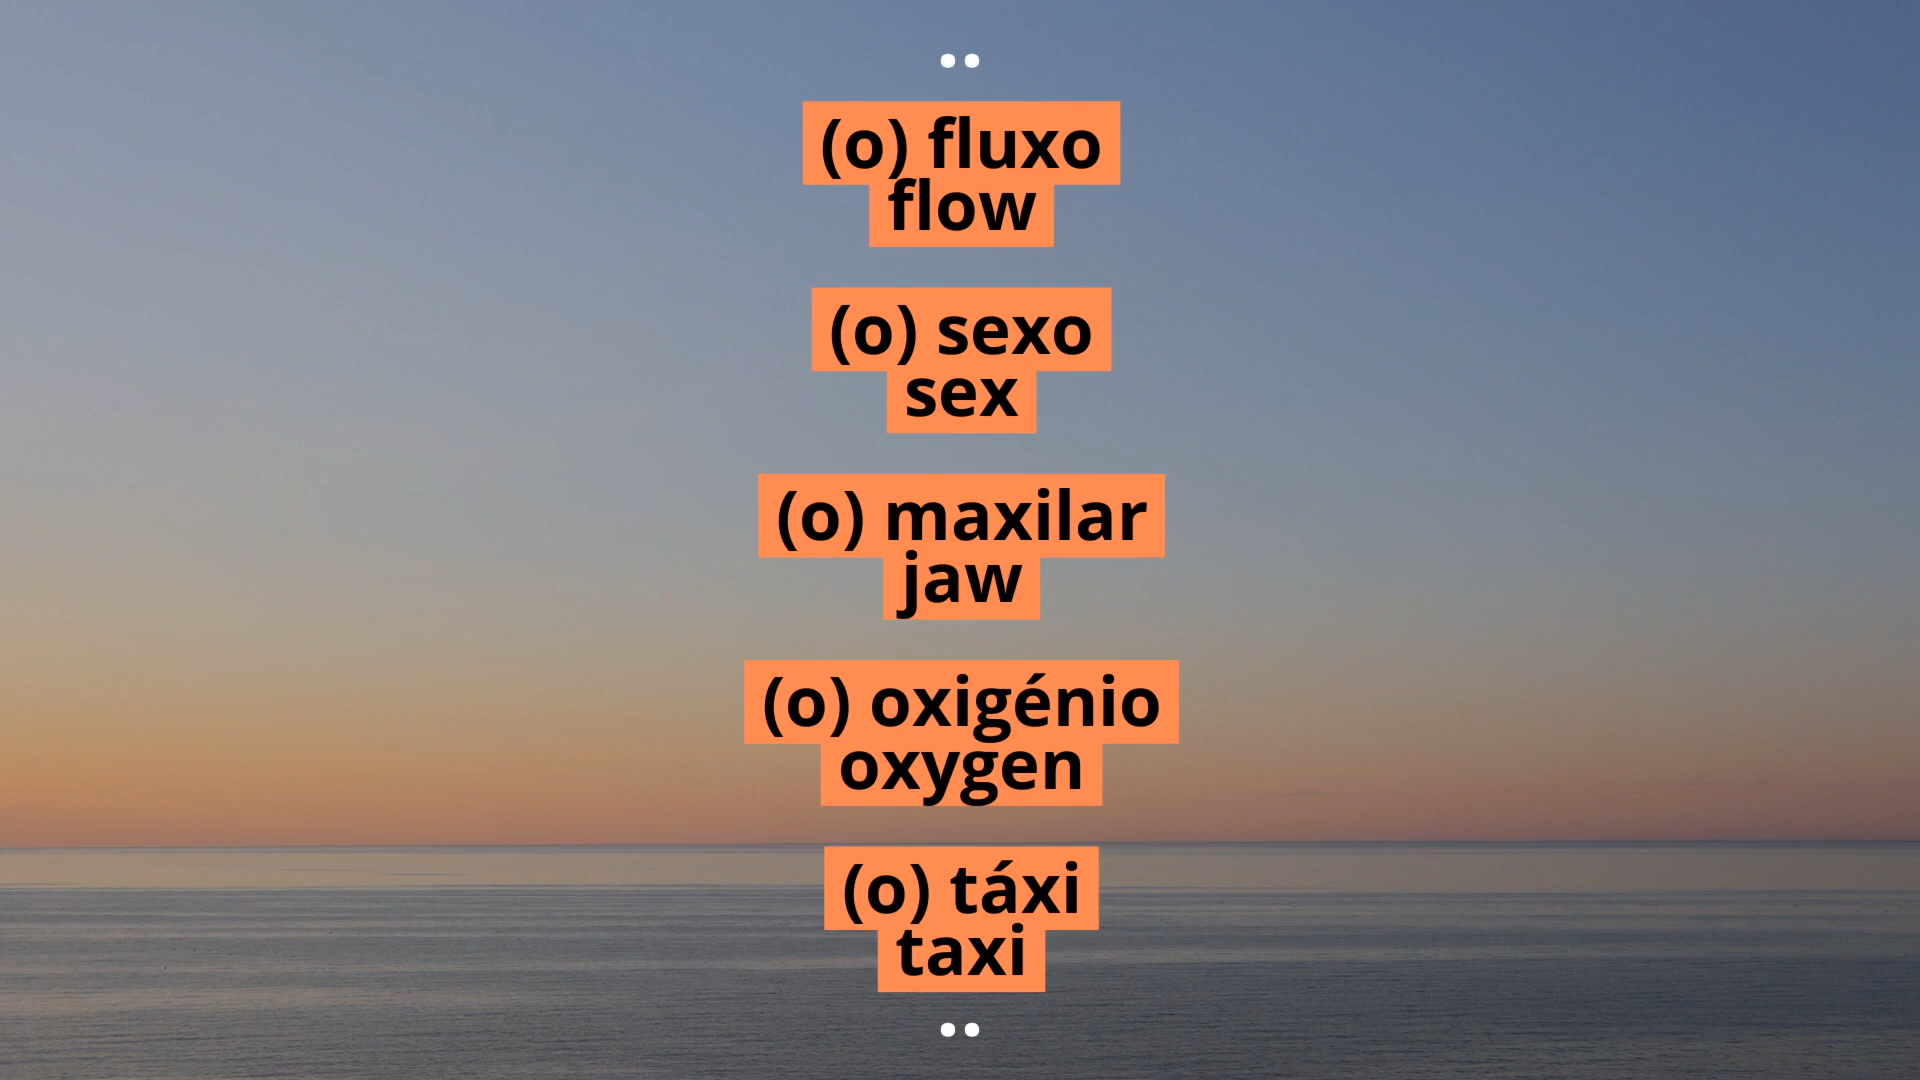 (o) fluxo
flow
(o) sexo
sex
(o) maxilar
jaw
(o) oxigénio
oxygen
(o) táxi
taxi